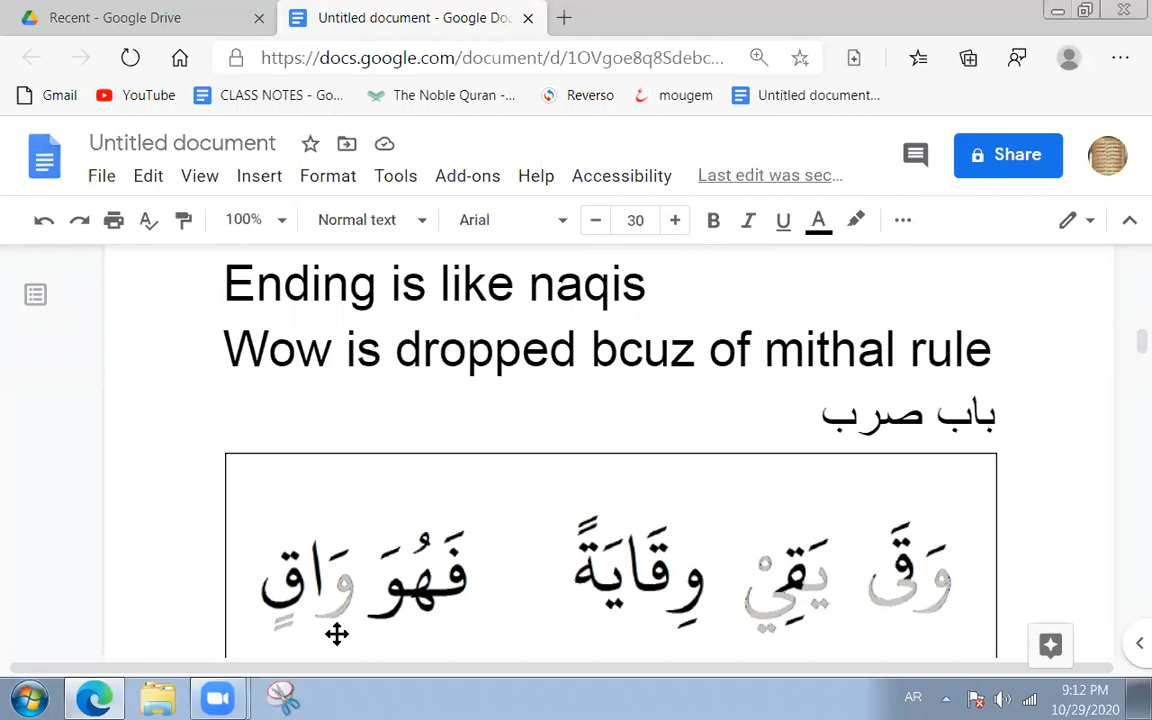 Recent - Google Drive
Untitled document - Google Doc
https://docs.google.com/document/d/1OVgoe8q8Sdebc...
Gmail
YouTube
CLASS NOTES - Go...
The Noble Quran -...
Reverso
mougem
Untitled document...
Untitled document
File Edit View Insert Format Tools Add-ons Help Accessibility Last edit was sec...
Share
100% Normal text Arial 30 B I U A
Ending is like naqis
Wow is dropped bcuz of mithal rule
باب صرب
وَقَى يَقِيْ وِقَايَةً فَهُوَ وَاقٍ
AR
9:12 PM
10/29/2020